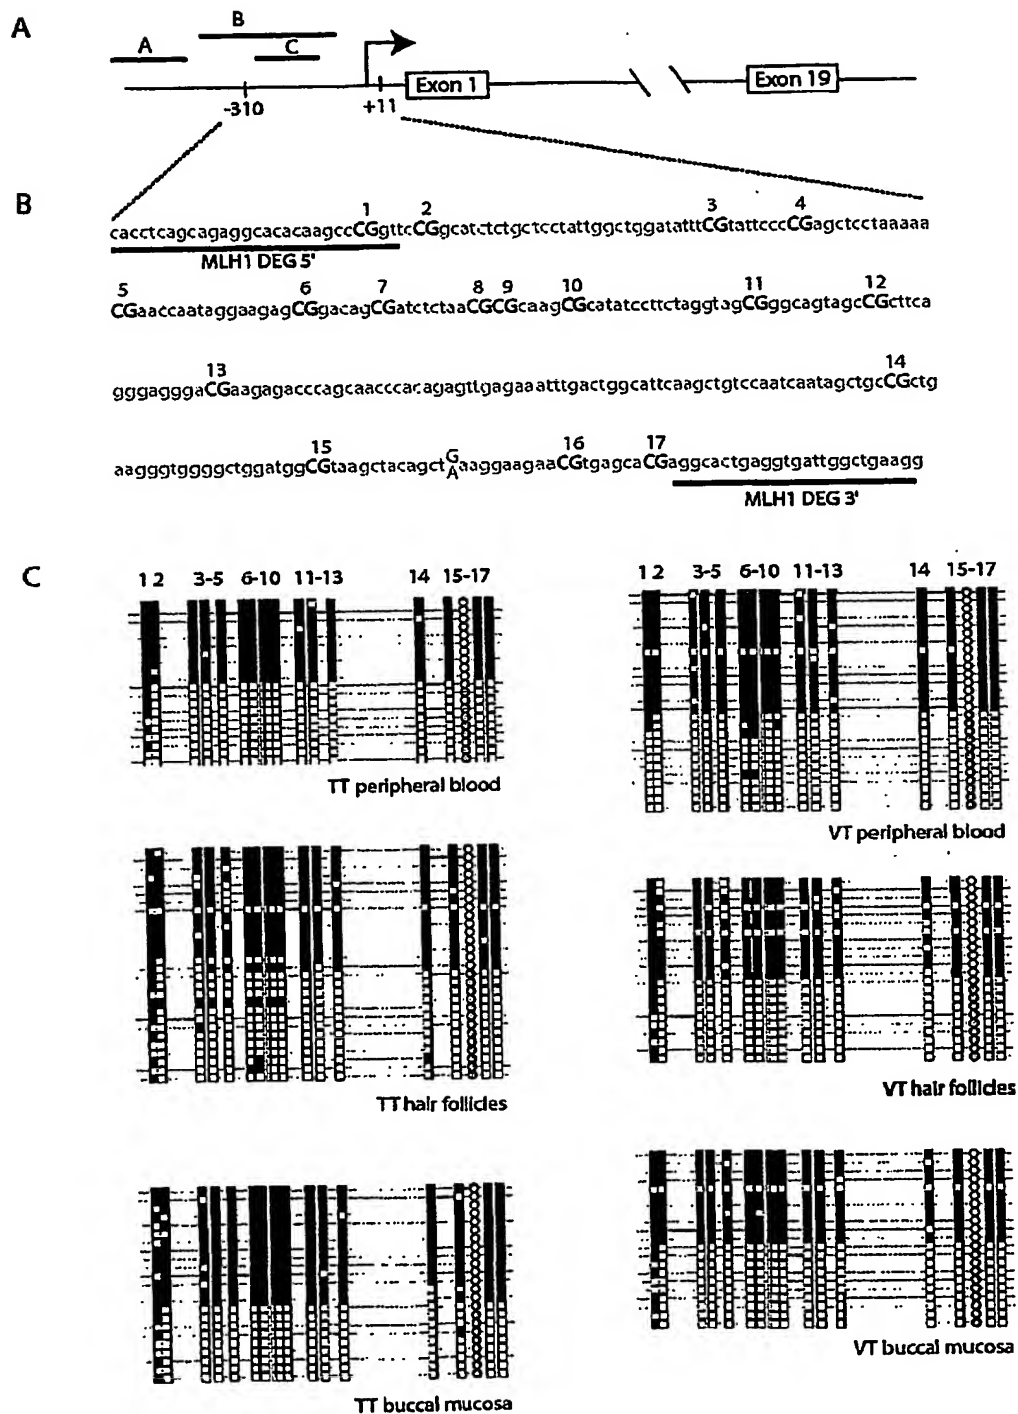 A
A
B
C
Exon 1
Exon 19
-310
+11
B
1 2 3 4
cacctcagcagaggcacacaagccCGgttcCGgcatctctgctcctattggctggatatttCGtattcccCGagctcctaaaaa
MLH1 DEG 5'
5 6 7 8 9 10 11 12
CGaaccaataggaagagCGgacagCGatctctaaCGCGcaagCGcatatccttctaggtagCGggcagtagcCGcttca
13 14
gggagggaCGaagagacccagcaacccacagagttgagaaatttgactggcattcaagctgtccaatcaatagctgcCGctg
15 16 17
aagggtggggctggatggCGtaagctacagctG/AaaggaagaaCGtgagcaCGaggcactgaggtgattggctgaagg
MLH1 DEG 3'
C
1 2 3-5 6-10 11-13 14 15-17
TT peripheral blood
1 2 3-5 6-10 11-13 14 15-17
VT peripheral blood
TT hair follicles
VT hair follicles
TT buccal mucosa
VT buccal mucosa